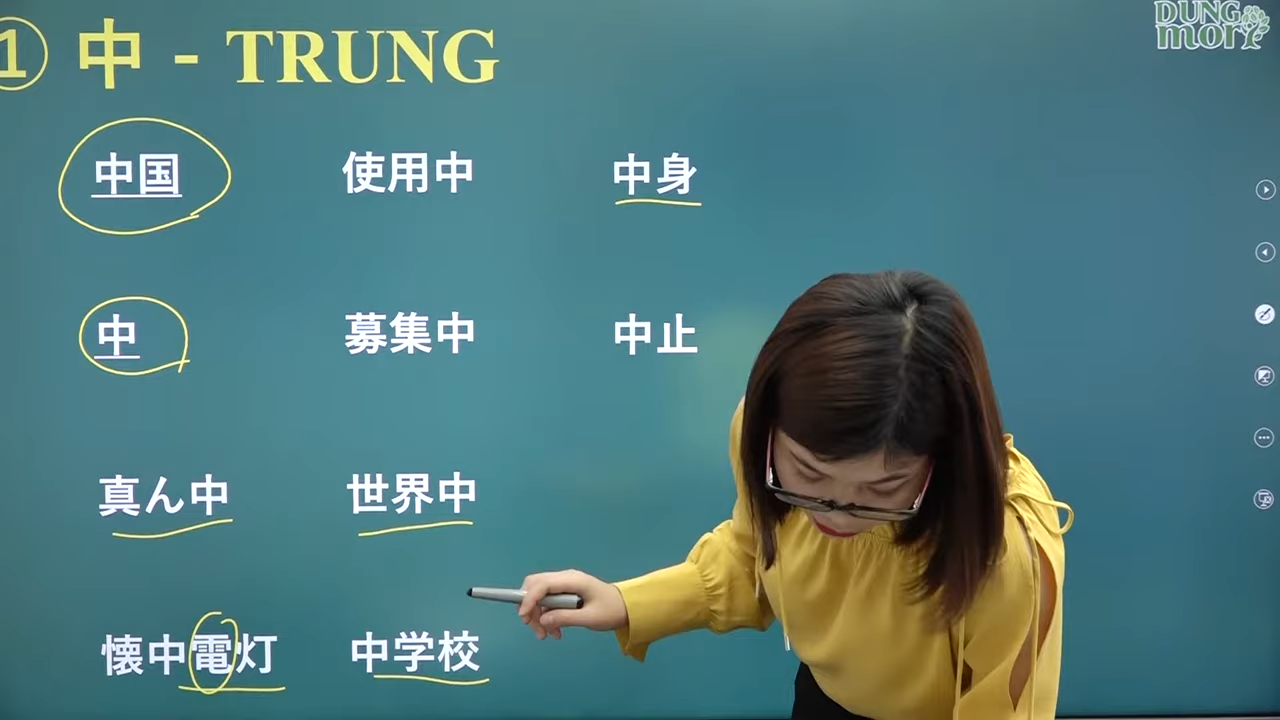 ① 中 - TRUNG
DUNG
mori
中国 使用中 中身
中 募集中 中止
真ん中 世界中
懐中電灯 中学校